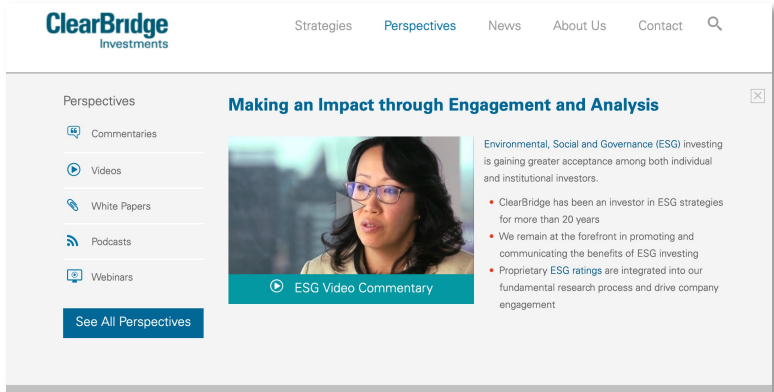 ClearBridge
Investments
Strategies Perspectives News About Us Contact
Perspectives
Commentaries
Videos
White Papers
Podcasts
Webinars
See All Perspectives
Making an Impact through Engagement and Analysis
ESG Video Commentary
Environmental, Social and Governance (ESG) investing
is gaining greater acceptance among both individual
and institutional investors.
• ClearBridge has been an investor in ESG strategies
for more than 20 years
• We remain at the forefront in promoting and
communicating the benefits of ESG investing
• Proprietary ESG ratings are integrated into our
fundamental research process and drive company
engagement